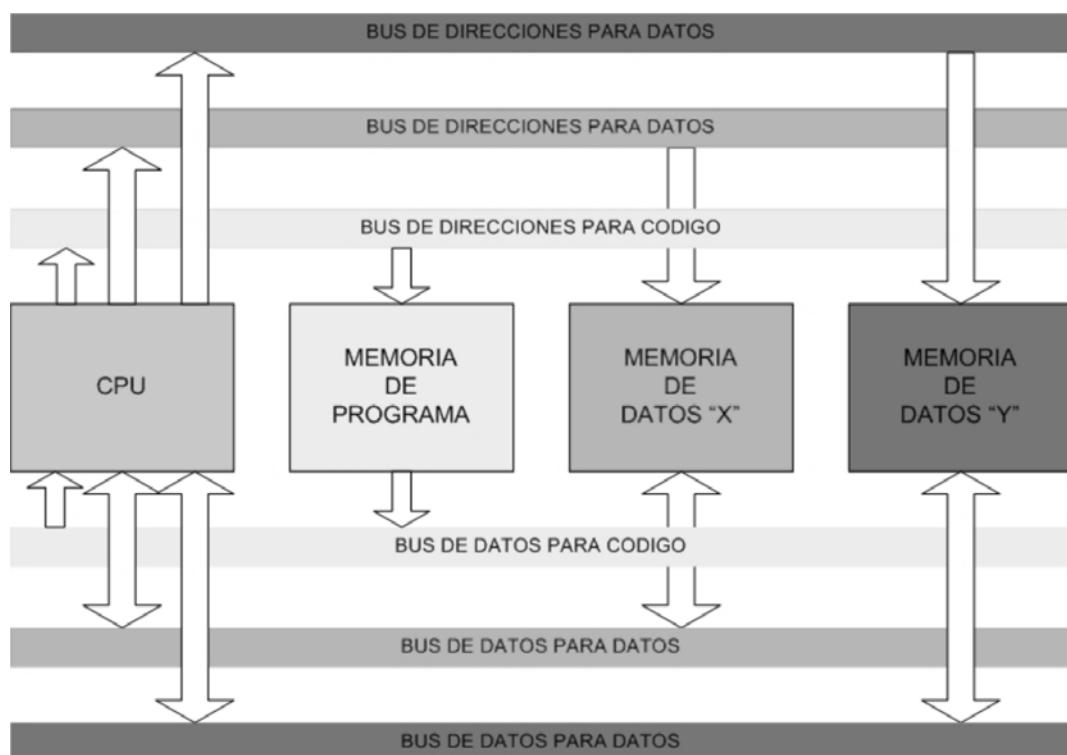 BUS DE DIRECCIONES PARA DATOS
BUS DE DIRECCIONES PARA DATOS
BUS DE DIRECCIONES PARA CODIGO
CPU
MEMORIA
DE
PROGRAMA
MEMORIA
DE
DATOS “X”
MEMORIA
DE
DATOS “Y”
BUS DE DATOS PARA CODIGO
BUS DE DATOS PARA DATOS
BUS DE DATOS PARA DATOS